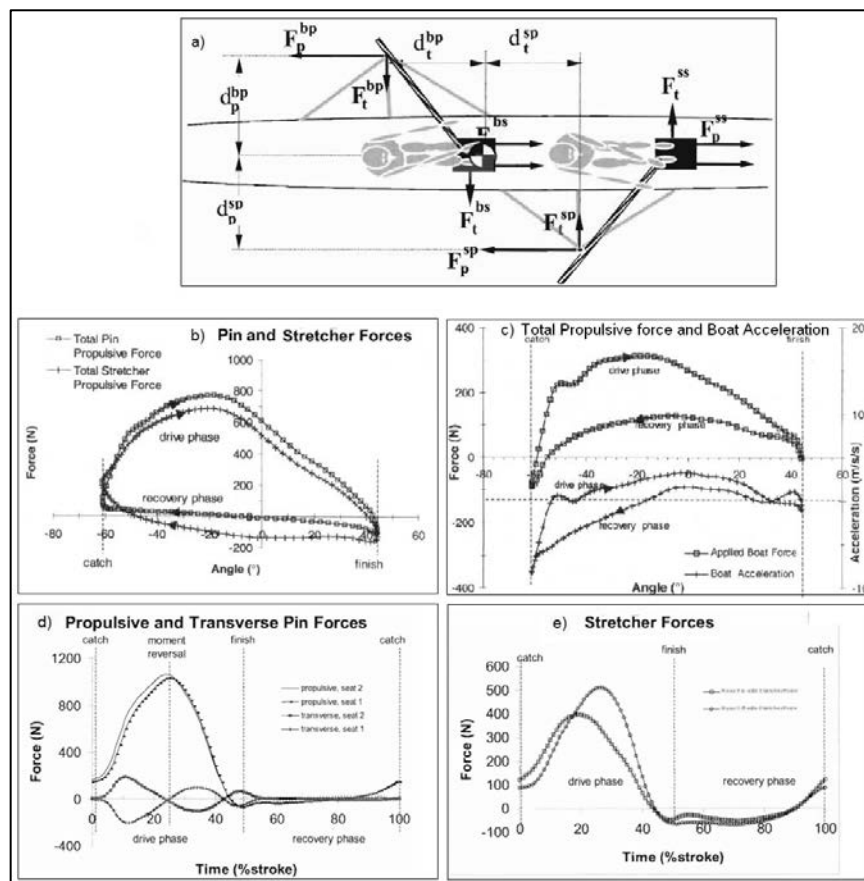 a)
F_p^bp
d_t^bp
d_t^sp
F_t^ss
d_p^bp
F_t^bp
F_p^ss
d_p^sp
F_t^bs
F_t^sp
F_p^sp
b) Pin and Stretcher Forces
Total Pin
Propulsive Force
Total Stretcher
Propulsive Force
1000
800
600
400
200
-200
drive phase
recovery phase
-80 -60 -40 -20 0 20 40 60
catch
finish
Force (N)
Angle (°)
c) Total Propulsive force and Boat Acceleration
catch
finish
400
200
0
-200
-400
20
15
10
-10
drive phase
recovery phase
-80
-40
-20
0
20
40
60
drive phase
recovery phase
Applied Boat Force
Boat Acceleration
Force (N)
Acceleration (m/s/s)
Angle (°)
d) Propulsive and Transverse Pin Forces
catch
moment
reversal
finish
catch
1200
800
400
0
-400
propulsive, seat 2
propulsive, seat 1
transverse, seat 2
transverse, seat 1
drive phase
recovery phase
0 20 40 60 80 100
Force (N)
Time (%stroke)
e) Stretcher Forces
catch
finish
catch
600
500
400
300
200
100
0
-100
drive phase
recovery phase
0 20 40 60 80 100
Force (N)
Time (%stroke)